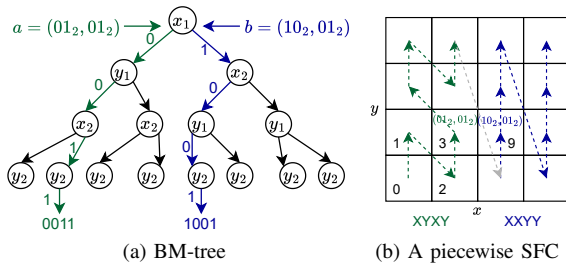 a = (01₂, 01₂)
x₁
b = (10₂, 01₂)
0
1
y₁
x₂
0
0
x₂
x₂
y₁
y₁
1
0
y₂
y₂
y₂
y₂
y₂
y₂
y₂
y₂
1
1
0011
1001
(a) BM-tree
y
(01₂, 01₂)
(10₂, 01₂)
1
3
9
0
2
x
XYXY
XXYY
(b) A piecewise SFC